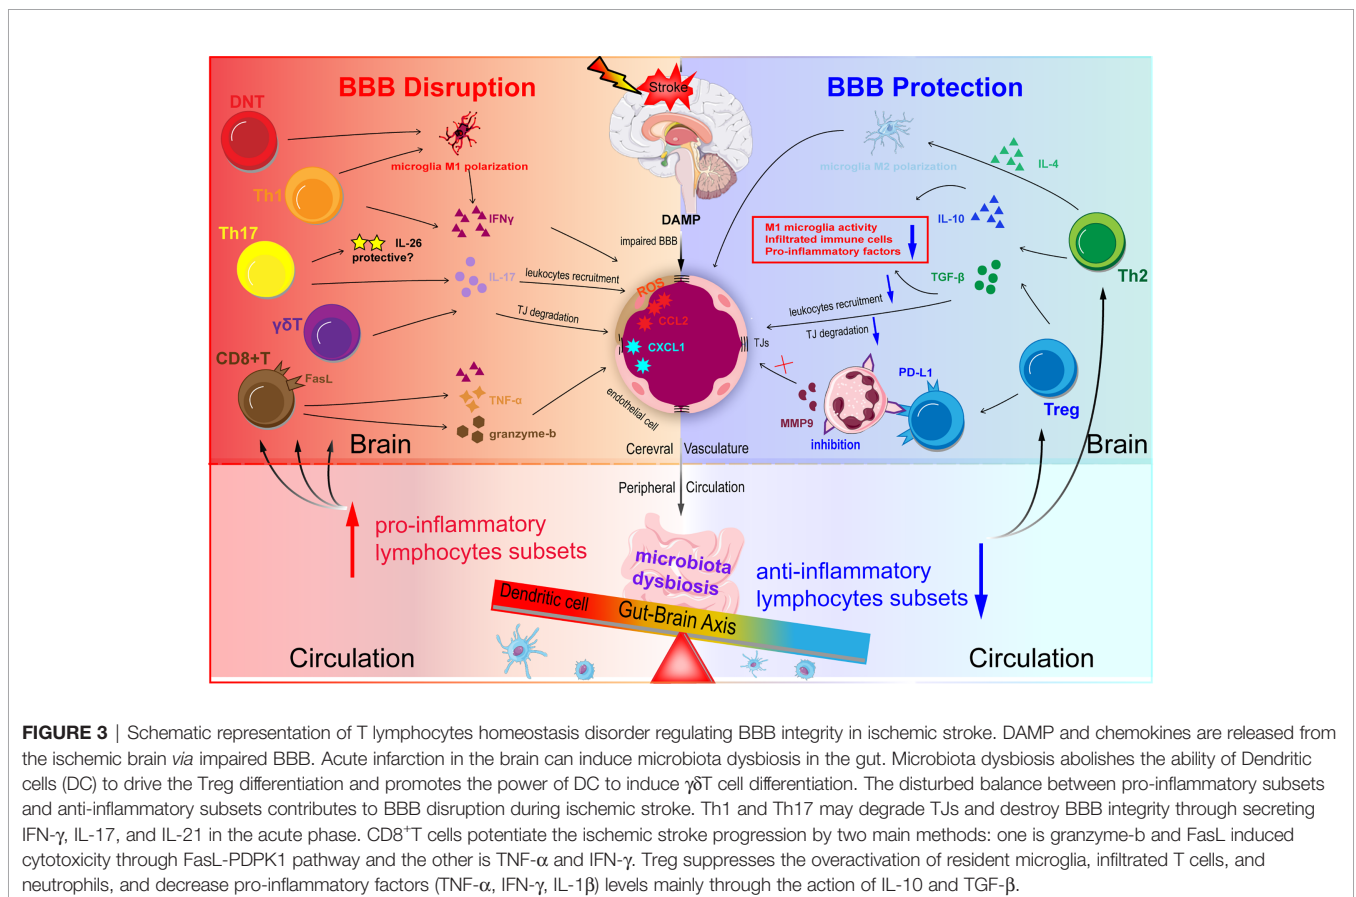 BBB Disruption
Stroke
BBB Protection
DNT
microglia M1 polarization
microglia M2 polarization
IL-4
Th1
IFNγ
DAMP
impaired BBB
IL-10
M1 microglia activity
Infiltrated immune cells
Pro-inflammatory factors
Th17
IL-26
protective?
IL-17
leukocytes recruitment
TJ degradation
TGF-β
Th2
leukocytes recruitment
TJ degradation
ROS
CCL2
CXCL1
TJs
γδT
CD8+T
FasL
TNF-α
granzyme-b
endothelial cell
MMP9
PD-L1
inhibition
Treg
Brain
Cerevral Vasculature
Brain
Peripheral Circulation
pro-inflammatory
lymphocytes subsets
microbiota
dysbiosis
anti-inflammatory
lymphocytes subsets
Dendritic cell
Gut-Brain Axis
Circulation
Circulation
FIGURE 3 | Schematic representation of T lymphocytes homeostasis disorder regulating BBB integrity in ischemic stroke. DAMP and chemokines are released from
the ischemic brain via impaired BBB. Acute infarction in the brain can induce microbiota dysbiosis in the gut. Microbiota dysbiosis abolishes the ability of Dendritic
cells (DC) to drive the Treg differentiation and promotes the power of DC to induce γδT cell differentiation. The disturbed balance between pro-inflammatory subsets
and anti-inflammatory subsets contributes to BBB disruption during ischemic stroke. Th1 and Th17 may degrade TJs and destroy BBB integrity through secreting
IFN-γ, IL-17, and IL-21 in the acute phase. CD8⁺T cells potentiate the ischemic stroke progression by two main methods: one is granzyme-b and FasL induced
cytotoxicity through FasL-PDPK1 pathway and the other is TNF-α and IFN-γ. Treg suppresses the overactivation of resident microglia, infiltrated T cells, and
neutrophils, and decrease pro-inflammatory factors (TNF-α, IFN-γ, IL-1β) levels mainly through the action of IL-10 and TGF-β.